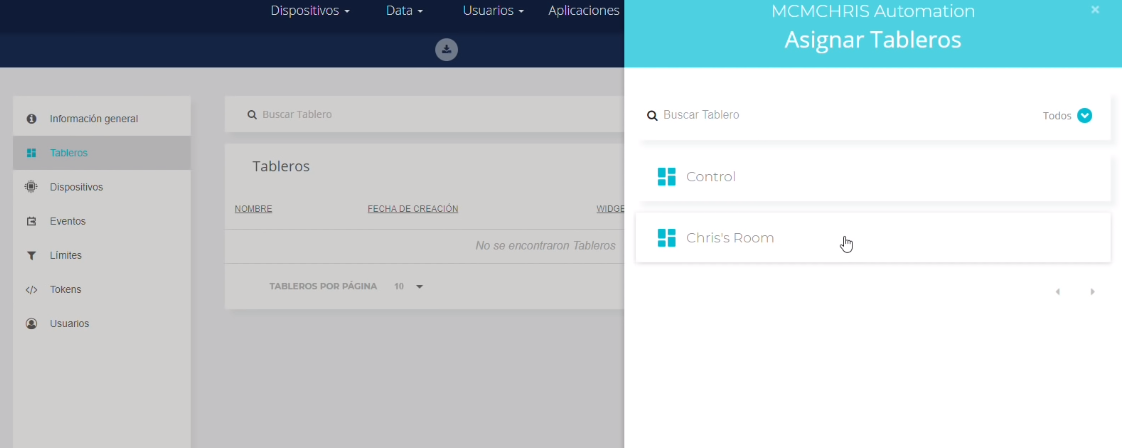 Dispositivos Data Usuarios Aplicaciones
Información general
Tableros
Dispositivos
Eventos
Límites
Tokens
Usuarios
Buscar Tablero
Tableros
NOMBRE FECHA DE CREACIÓN WIDGE
No se encontraron Tableros
TABLEROS POR PÁGINA 10
MCMCHRIS Automation
Asignar Tableros
Buscar Tablero Todos
Control
Chris's Room